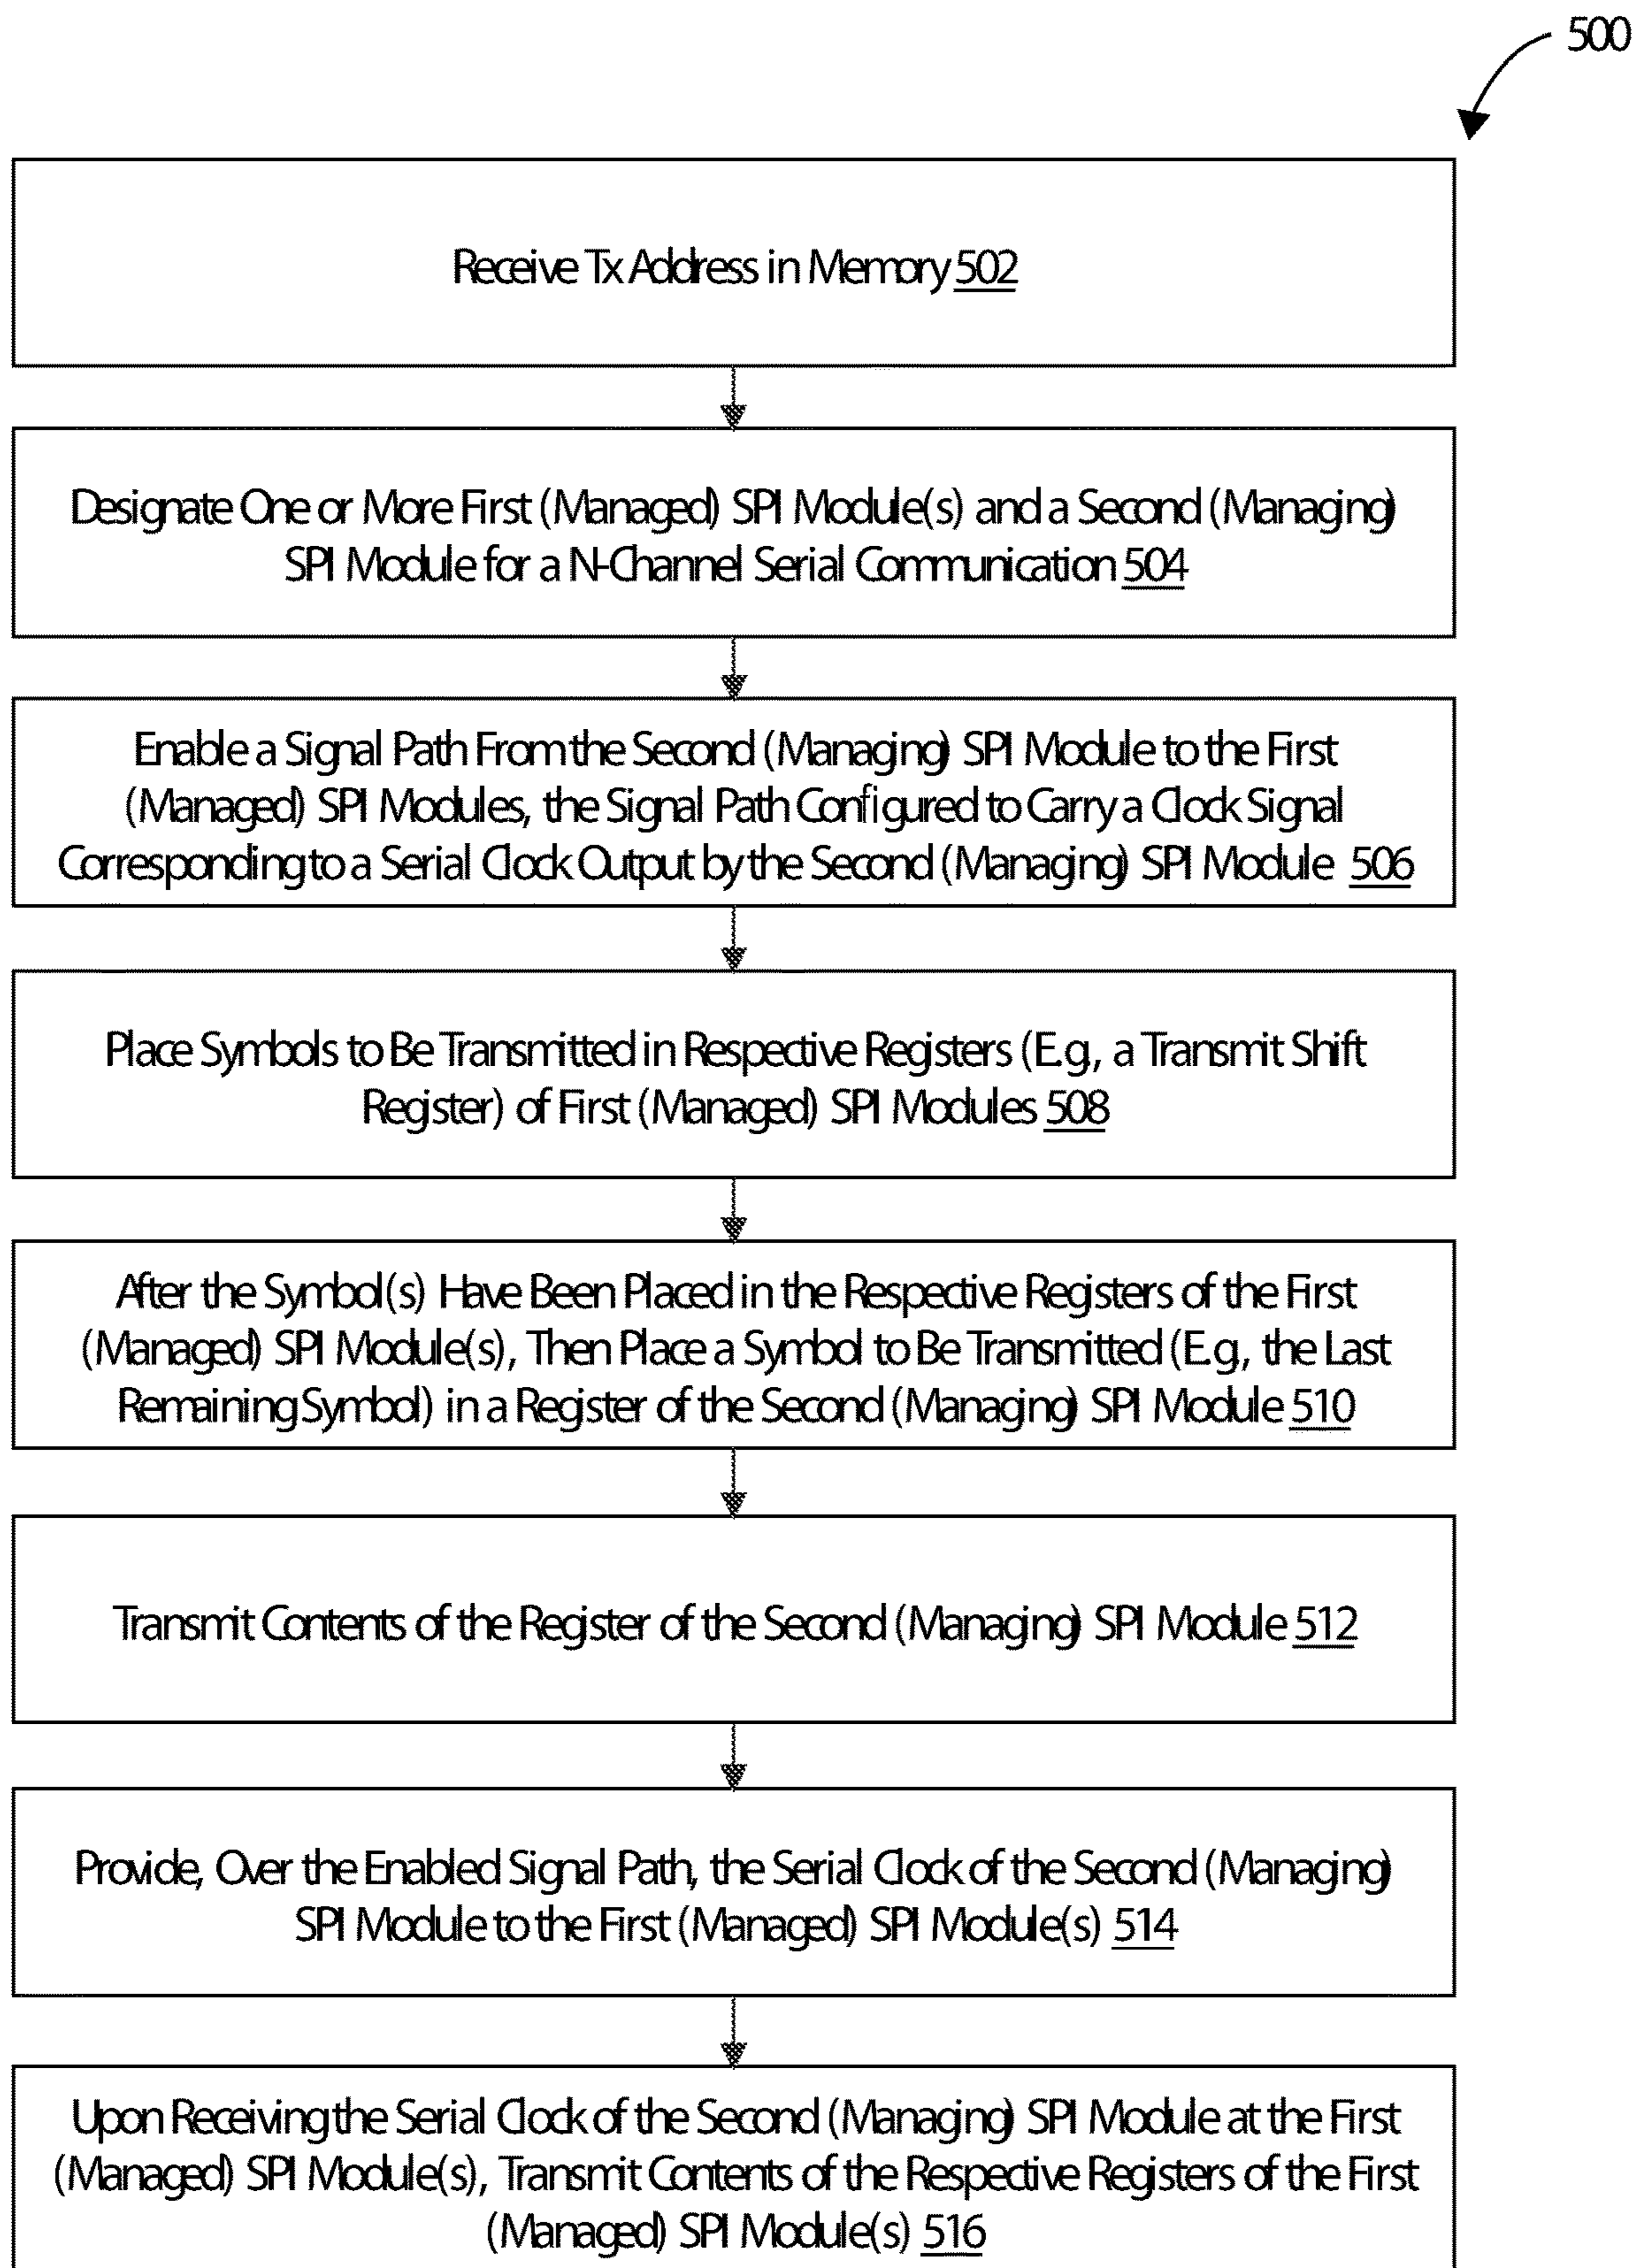 500
Receive Tx Address in Memory 502
Designate One or More First (Managed) SPI Module(s) and a Second (Managing)
SPI Module for a N-Channel Serial Communication 504
Enable a Signal Path From the Second (Managing) SPI Module to the First
(Managed) SPI Modules, the Signal Path Configured to Carry a Clock Signal
Corresponding to a Serial Clock Output by the Second (Managing) SPI Module 506
Place Symbols to Be Transmitted in Respective Registers (E.g., a Transmit Shift
Register) of First (Managed) SPI Modules 508
After the Symbol(s) Have Been Placed in the Respective Registers of the First
(Managed) SPI Module(s), Then Place a Symbol to Be Transmitted (E.g., the Last
Remaining Symbol) in a Register of the Second (Managing) SPI Module 510
Transmit Contents of the Register of the Second (Managing) SPI Module 512
Provide, Over the Enabled Signal Path, the Serial Clock of the Second (Managing)
SPI Module to the First (Managed) SPI Module(s) 514
Upon Receiving the Serial Clock of the Second (Managing) SPI Module at the First
(Managed) SPI Module(s), Transmit Contents of the Respective Registers of the First
(Managed) SPI Module(s) 516